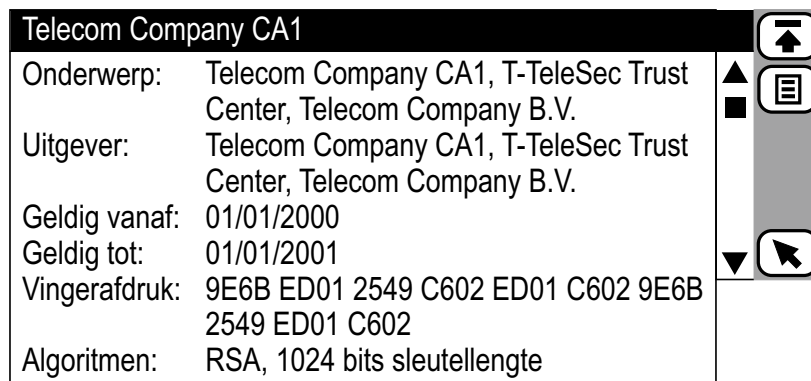 Telecom Company CA1
Onderwerp: Telecom Company CA1, T-TeleSec Trust
Center, Telecom Company B.V.
Uitgever: Telecom Company CA1, T-TeleSec Trust
Center, Telecom Company B.V.
Geldig vanaf: 01/01/2000
Geldig tot: 01/01/2001
Vingerafdruk: 9E6B ED01 2549 C602 ED01 C602 9E6B
2549 ED01 C602
Algoritmen: RSA, 1024 bits sleutellengte